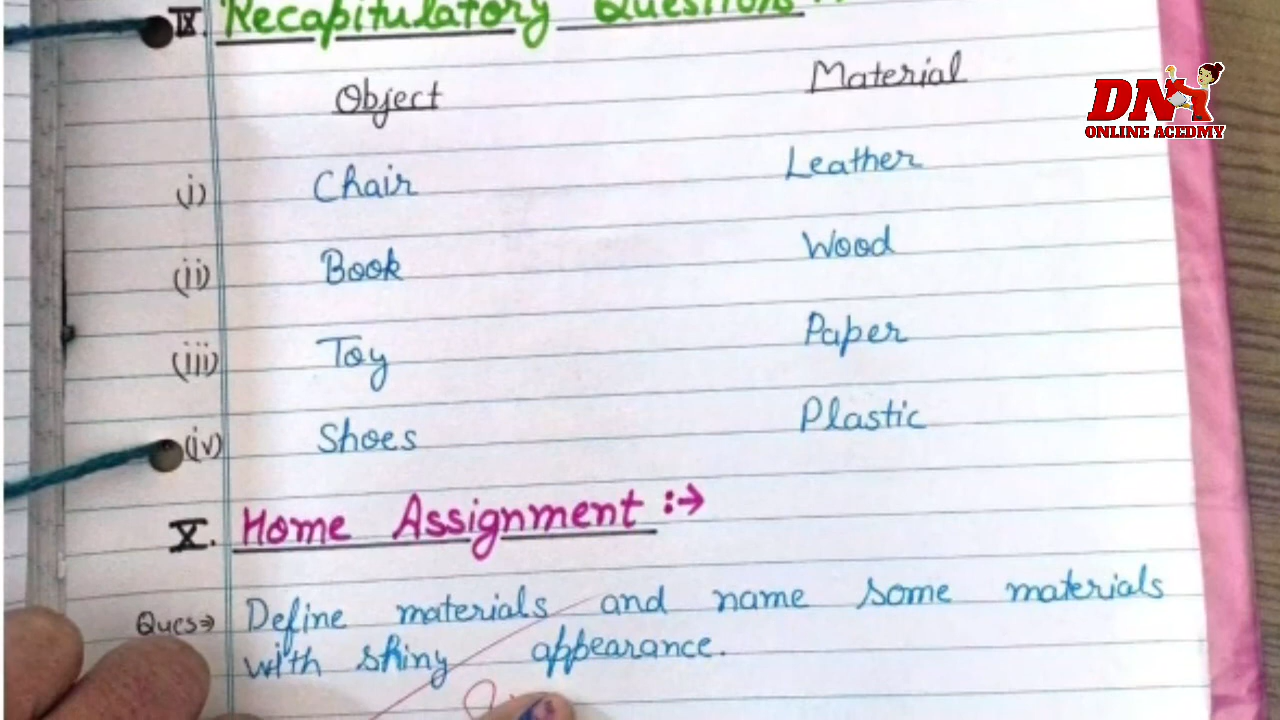 IX. Recapitulatory Questions
Object Material
(i) Chair Leather
(ii) Book Wood
(iii) Toy Paper
(iv) Shoes Plastic
X. Home Assignment :→
Ques⇒ Define materials and name some materials
with shiny appearance.
DNA
ONLINE ACEDMY